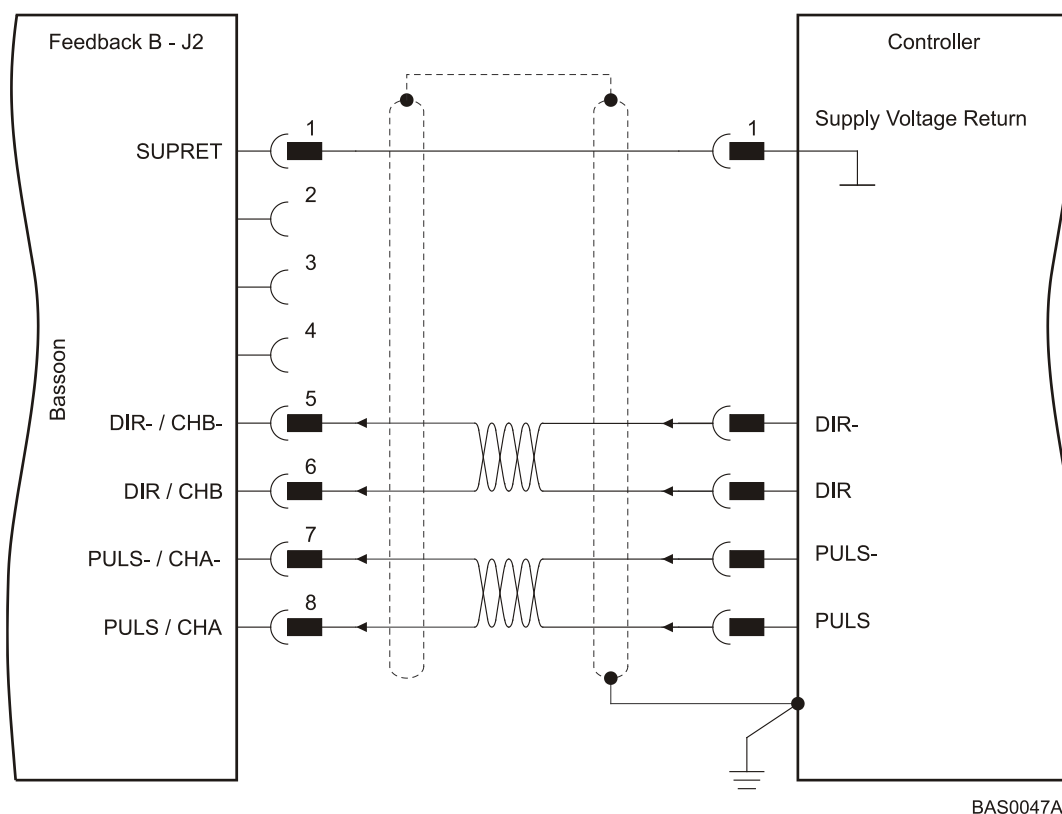 Feedback B - J2
Controller
Supply Voltage Return
SUPRET
1
1
2
3
4
Bassoon
DIR- / CHB-
5
DIR-
DIR / CHB
6
DIR
PULS- / CHA-
7
PULS-
PULS / CHA
8
PULS
BAS0047A